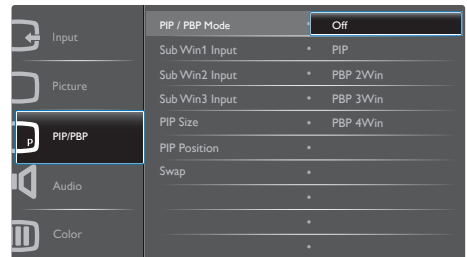 Input
Picture
P
PIP/PBP
Audio
Color
PIP / PBP Mode • Off
Sub Win1 Input • PIP
Sub Win2 Input • PBP 2Win
Sub Win3 Input • PBP 3Win
PIP Size • PBP 4Win
PIP Position •
Swap •
•
•
•